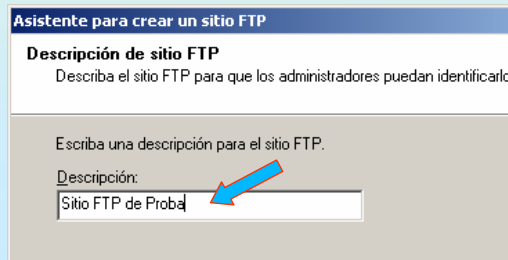 Asistente para crear un sitio FTP
Descripción de sitio FTP
Describa el sitio FTP para que los administradores puedan identificarlo
Escriba una descripción para el sitio FTP.
Descripción:
Sitio FTP de Proba